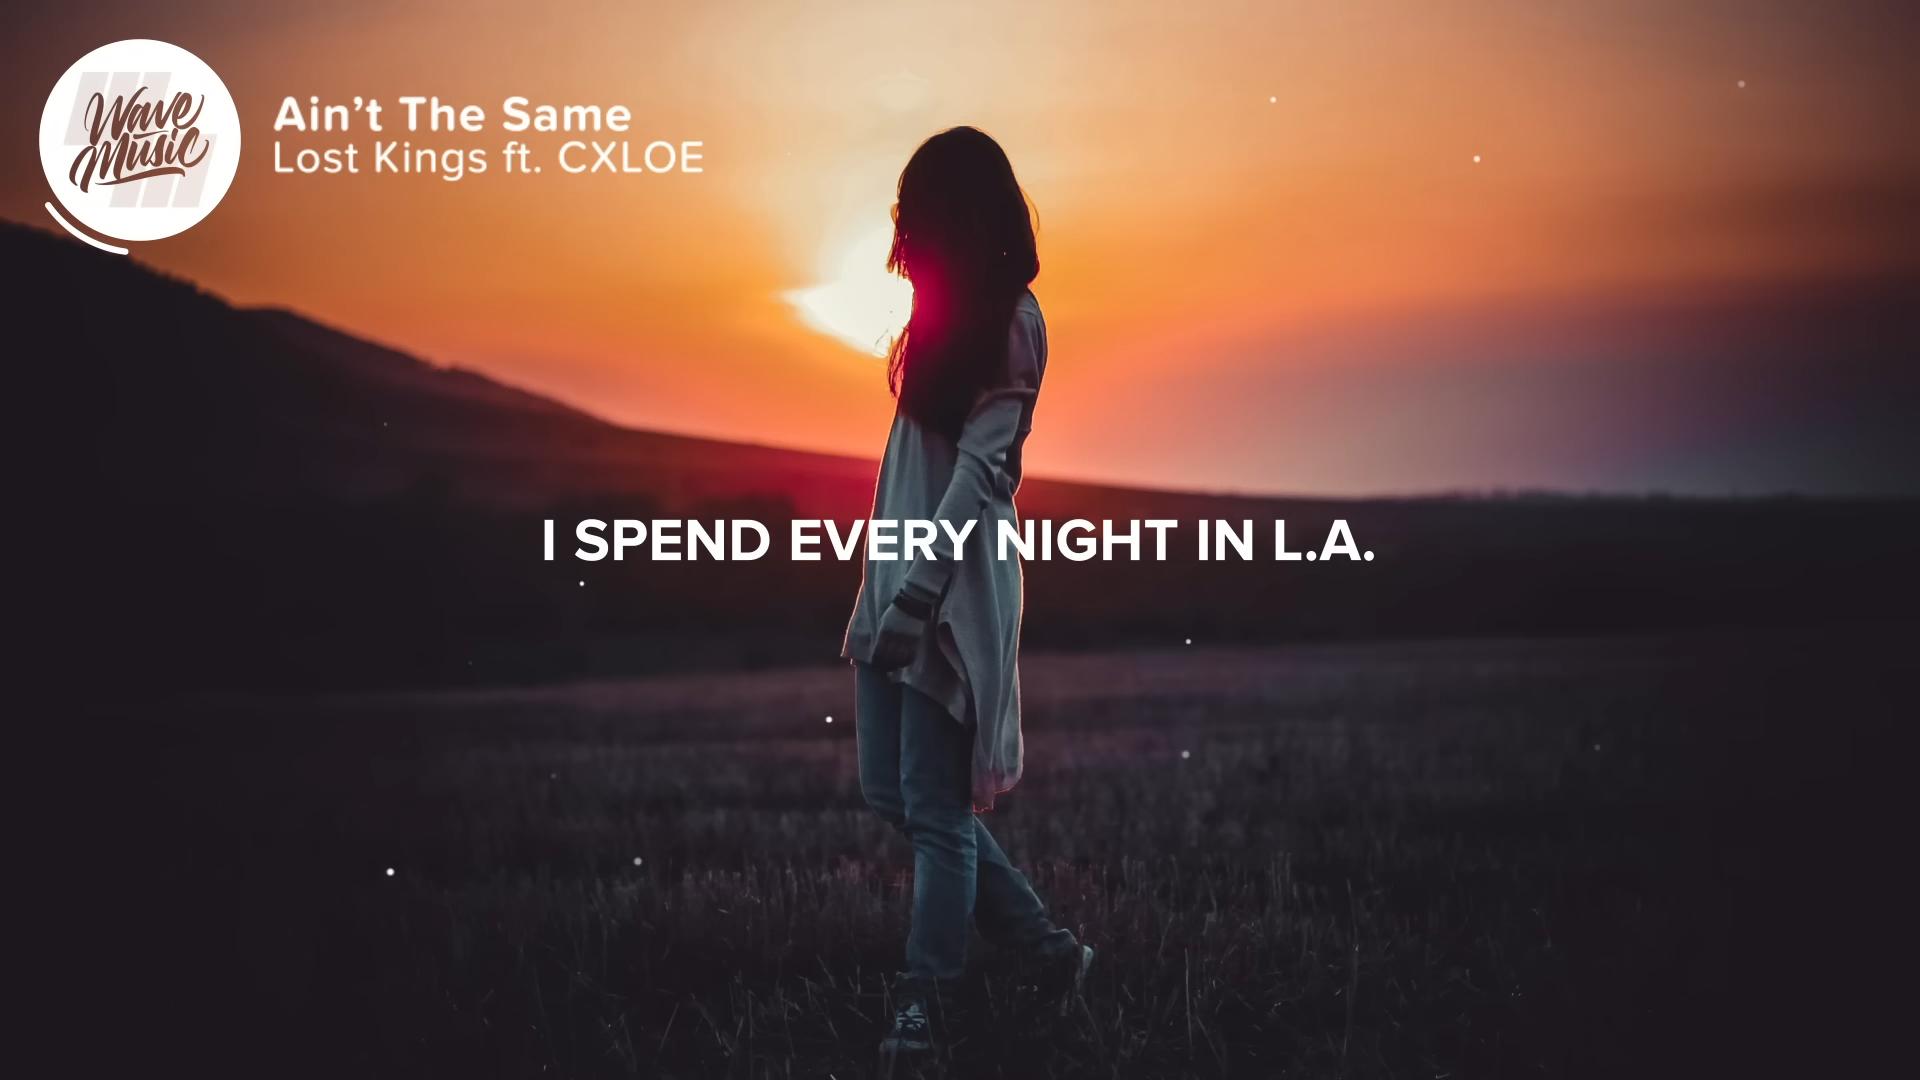 Wave
Music
Ain't The Same
Lost Kings ft. CXLOE
I SPEND EVERY NIGHT IN L.A.